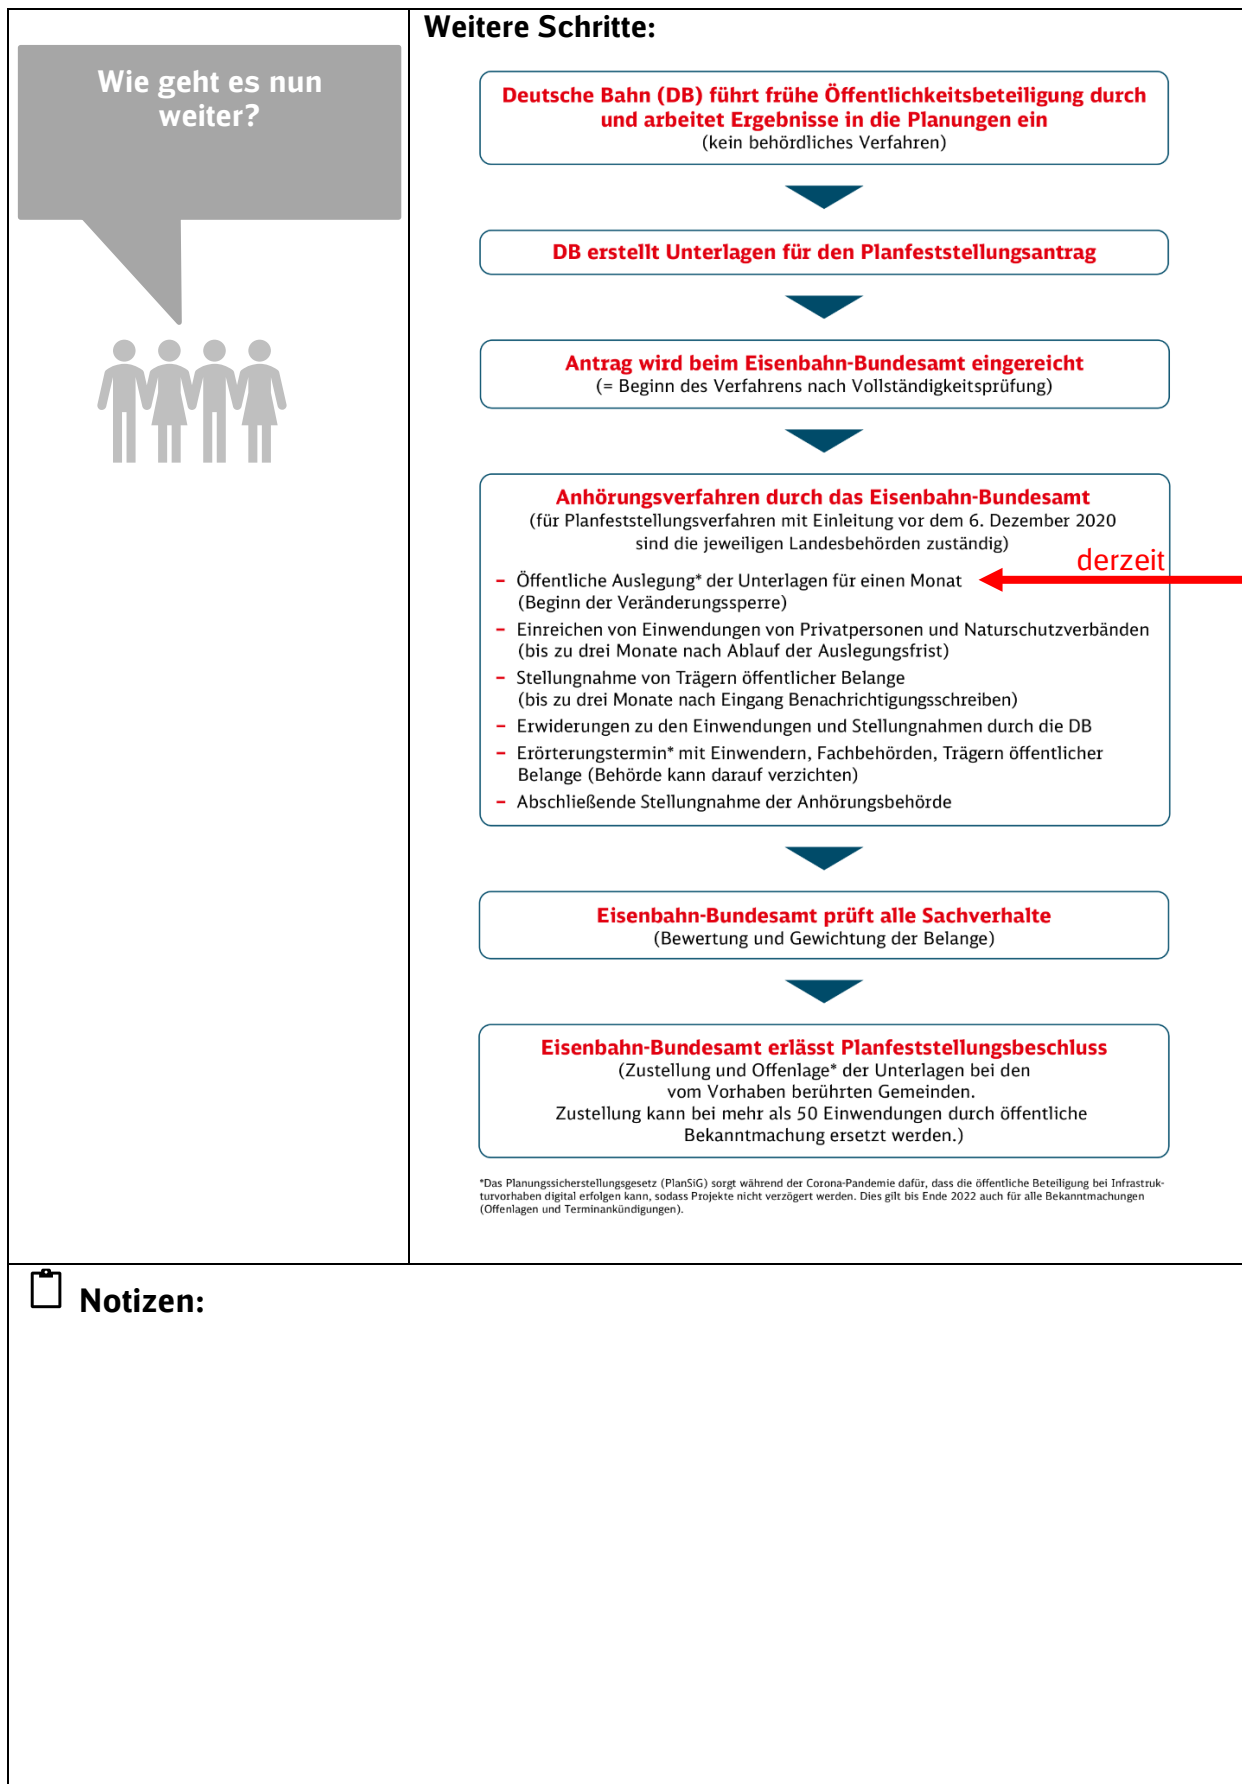 Wie geht es nun
weiter?
Weitere Schritte:
Deutsche Bahn (DB) führt frühe Öffentlichkeitsbeteiligung durch
und arbeitet Ergebnisse in die Planungen ein
(kein behördliches Verfahren)
DB erstellt Unterlagen für den Planfeststellungsantrag
Antrag wird beim Eisenbahn-Bundesamt eingereicht
(= Beginn des Verfahrens nach Vollständigkeitsprüfung)
Anhörungsverfahren durch das Eisenbahn-Bundesamt
(für Planfeststellungsverfahren mit Einleitung vor dem 6. Dezember 2020
sind die jeweiligen Landesbehörden zuständig)
derzeit
– Öffentliche Auslegung* der Unterlagen für einen Monat
(Beginn der Veränderungssperre)
– Einreichen von Einwendungen von Privatpersonen und Naturschutzverbänden
(bis zu drei Monate nach Ablauf der Auslegungsfrist)
– Stellungnahme von Trägern öffentlicher Belange
(bis zu drei Monate nach Eingang Benachrichtigungsschreiben)
– Erwiderungen zu den Einwendungen und Stellungnahmen durch die DB
– Erörterungstermin* mit Einwendern, Fachbehörden, Trägern öffentlicher
Belange (Behörde kann darauf verzichten)
– Abschließende Stellungnahme der Anhörungsbehörde
Eisenbahn-Bundesamt prüft alle Sachverhalte
(Bewertung und Gewichtung der Belange)
Eisenbahn-Bundesamt erlässt Planfeststellungsbeschluss
(Zustellung und Offenlage* der Unterlagen bei den
vom Vorhaben berührten Gemeinden.
Zustellung kann bei mehr als 50 Einwendungen durch öffentliche
Bekanntmachung ersetzt werden.)
*Das Planungssicherstellungsgesetz (PlanSiG) sorgt während der Corona-Pandemie dafür, dass die öffentliche Beteiligung bei Infrastruk-
turvorhaben digital erfolgen kann, sodass Projekte nicht verzögert werden. Dies gilt bis Ende 2022 auch für alle Bekanntmachungen
(Offenlagen und Terminankündigungen).
Notizen: